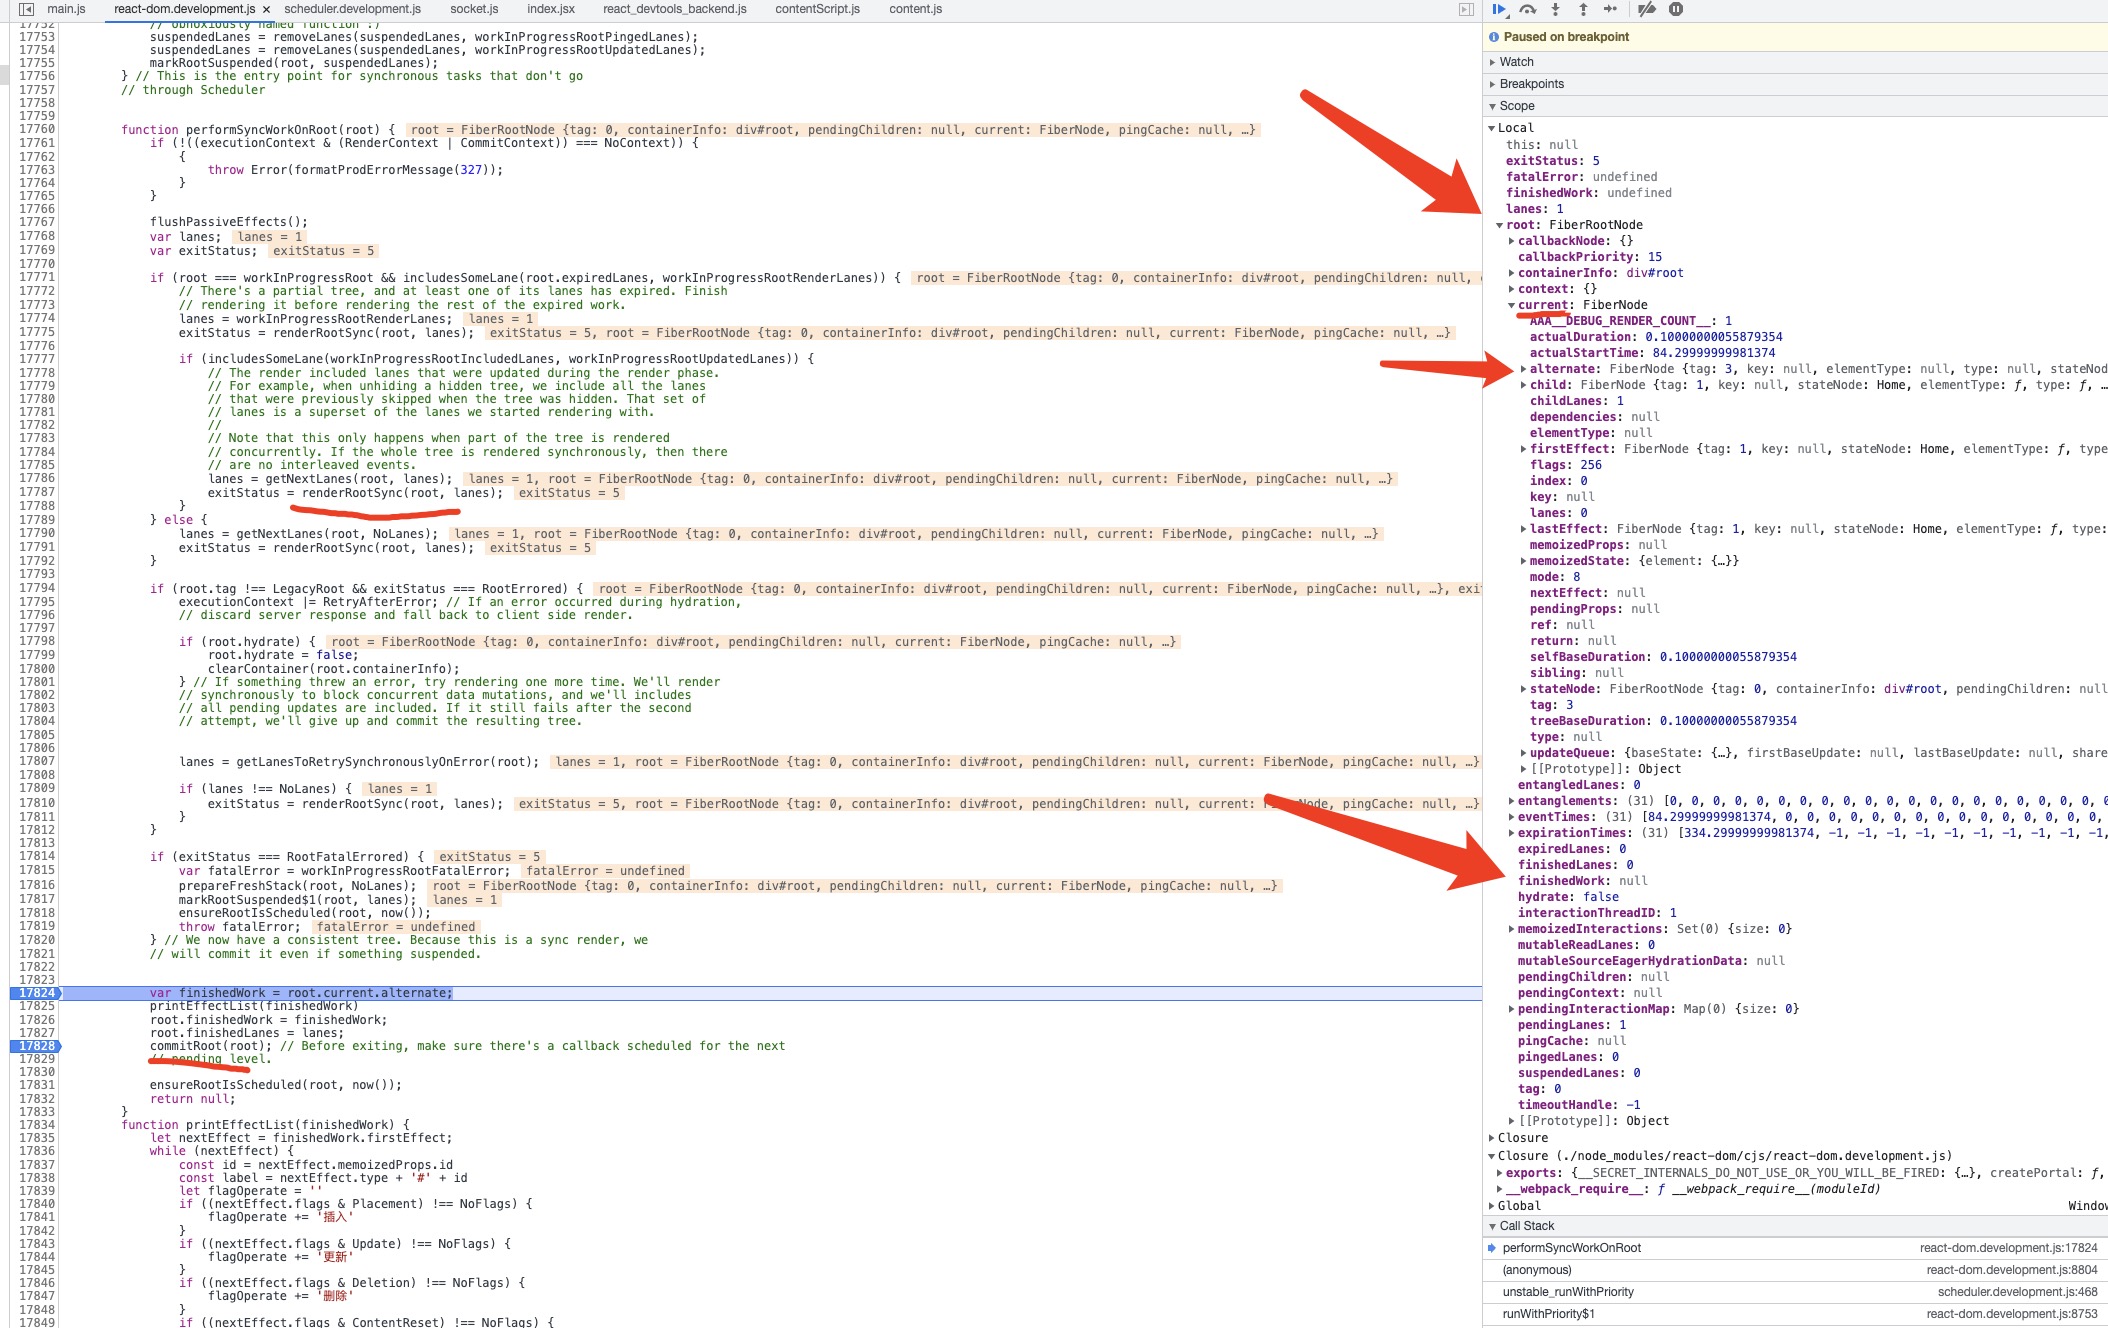 main.js react-dom.development.js × scheduler.development.js socket.js index.jsx react_devtools_backend.js contentScript.js content.js
17752 // obnoxiously named function :)
17753 suspendedLanes = removeLanes(suspendedLanes, workInProgressRootPingedLanes);
17754 suspendedLanes = removeLanes(suspendedLanes, workInProgressRootUpdatedLanes);
17755 markRootSuspended(root, suspendedLanes);
17756 } // This is the entry point for synchronous tasks that don't go
17757 // through Scheduler
17758
17759
17760 function performSyncWorkOnRoot(root) { root = FiberRootNode {tag: 0, containerInfo: div#root, pendingChildren: null, current: FiberNode, pingCache: null, …}
17761 if (!((executionContext & (RenderContext | CommitContext)) === NoContext)) {
17762 {
17763 throw Error(formatProdErrorMessage(327));
17764 }
17765 }
17766
17767 flushPassiveEffects();
17768 var lanes; lanes = 1
17769 var exitStatus; exitStatus = 5
17770
17771 if (root === workInProgressRoot && includesSomeLane(root.expiredLanes, workInProgressRootRenderLanes)) { root = FiberRootNode {tag: 0, containerInfo: div#root, pendingChildren: null,
17772 // There's a partial tree, and at least one of its lanes has expired. Finish
17773 // rendering it before rendering the rest of the expired work.
17774 lanes = workInProgressRootRenderLanes; lanes = 1
17775 exitStatus = renderRootSync(root, lanes); exitStatus = 5, root = FiberRootNode {tag: 0, containerInfo: div#root, pendingChildren: null, current: FiberNode, pingCache: null, …}
17776
17777 if (includesSomeLane(workInProgressRootIncludedLanes, workInProgressRootUpdatedLanes)) {
17778 // The render included lanes that were updated during the render phase.
17779 // For example, when unhiding a hidden tree, we include all the lanes
17780 // that were previously skipped when the tree was hidden. That set of
17781 // lanes is a superset of the lanes we started rendering with.
17782 //
17783 // Note that this only happens when part of the tree is rendered
17784 // concurrently. If the whole tree is rendered synchronously, then there
17785 // are no interleaved events.
17786 lanes = getNextLanes(root, lanes); lanes = 1, root = FiberRootNode {tag: 0, containerInfo: div#root, pendingChildren: null, current: FiberNode, pingCache: null, …}
17787 exitStatus = renderRootSync(root, lanes); exitStatus = 5
17788 }
17789 } else {
17790 lanes = getNextLanes(root, NoLanes); lanes = 1, root = FiberRootNode {tag: 0, containerInfo: div#root, pendingChildren: null, current: FiberNode, pingCache: null, …}
17791 exitStatus = renderRootSync(root, lanes); exitStatus = 5
17792 }
17793
17794 if (root.tag !== LegacyRoot && exitStatus === RootErrored) { root = FiberRootNode {tag: 0, containerInfo: div#root, pendingChildren: null, current: FiberNode, pingCache: null, …}, exi
17795 executionContext |= RetryAfterError; // If an error occurred during hydration,
17796 // discard server response and fall back to client side render.
17797
17798 if (root.hydrate) { root = FiberRootNode {tag: 0, containerInfo: div#root, pendingChildren: null, current: FiberNode, pingCache: null, …}
17799 root.hydrate = false;
17800 clearContainer(root.containerInfo);
17801 } // If something threw an error, try rendering one more time. We'll render
17802 // synchronously to block concurrent data mutations, and we'll includes
17803 // all pending updates are included. If it still fails after the second
17804 // attempt, we'll give up and commit the resulting tree.
17805
17806
17807 lanes = getLanesToRetrySynchronouslyOnError(root); lanes = 1, root = FiberRootNode {tag: 0, containerInfo: div#root, pendingChildren: null, current: FiberNode, pingCache: null, …}
17808
17809 if (lanes !== NoLanes) { lanes = 1
17810 exitStatus = renderRootSync(root, lanes); exitStatus = 5, root = FiberRootNode {tag: 0, containerInfo: div#root, pendingChildren: null, current: FiberNode, pingCache: null, …}
17811 }
17812 }
17813
17814 if (exitStatus === RootFatalErrored) { exitStatus = 5
17815 var fatalError = workInProgressRootFatalError; fatalError = undefined
17816 prepareFreshStack(root, NoLanes); root = FiberRootNode {tag: 0, containerInfo: div#root, pendingChildren: null, current: FiberNode, pingCache: null, …}
17817 markRootSuspended$1(root, lanes); lanes = 1
17818 ensureRootIsScheduled(root, now());
17819 throw fatalError; fatalError = undefined
17820 } // We now have a consistent tree. Because this is a sync render, we
17821 // will commit it even if something suspended.
17822
17823
17824 var finishedWork = root.current.alternate;
17825 printEffectList(finishedWork)
17826 root.finishedWork = finishedWork;
17827 root.finishedLanes = lanes;
17828 commitRoot(root); // Before exiting, make sure there's a callback scheduled for the next
17829 // pending level.
17830
17831 ensureRootIsScheduled(root, now());
17832 return null;
17833 }
17834 function printEffectList(finishedWork) {
17835 let nextEffect = finishedWork.firstEffect;
17836 while (nextEffect) {
17837 const id = nextEffect.memoizedProps.id
17838 const label = nextEffect.type + '#' + id
17839 let flagOperate = ''
17840 if ((nextEffect.flags & Placement) !== NoFlags) {
17841 flagOperate += '插入'
17842 }
17843 if ((nextEffect.flags & Update) !== NoFlags) {
17844 flagOperate += '更新'
17845 }
17846 if ((nextEffect.flags & Deletion) !== NoFlags) {
17847 flagOperate += '删除'
17848 }
17849 if ((nextEffect.flags & ContentReset) !== NoFlags) {
Paused on breakpoint
Watch
Breakpoints
Scope
Local
this: null
exitStatus: 5
fatalError: undefined
finishedWork: undefined
lanes: 1
root: FiberRootNode
callbackNode: {}
callbackPriority: 15
containerInfo: div#root
context: {}
current: FiberNode
AAA__DEBUG_RENDER_COUNT__: 1
actualDuration: 0.10000000055879354
actualStartTime: 84.29999999981374
alternate: FiberNode {tag: 3, key: null, elementType: null, type: null, stateNod
child: FiberNode {tag: 1, key: null, stateNode: Home, elementType: ƒ, type: ƒ, …
childLanes: 1
dependencies: null
elementType: null
firstEffect: FiberNode {tag: 1, key: null, stateNode: Home, elementType: ƒ, type
flags: 256
index: 0
key: null
lanes: 0
lastEffect: FiberNode {tag: 1, key: null, stateNode: Home, elementType: ƒ, type:
memoizedProps: null
memoizedState: {element: {…}}
mode: 8
nextEffect: null
pendingProps: null
ref: null
return: null
selfBaseDuration: 0.10000000055879354
sibling: null
stateNode: FiberRootNode {tag: 0, containerInfo: div#root, pendingChildren: null
tag: 3
treeBaseDuration: 0.10000000055879354
type: null
updateQueue: {baseState: {…}, firstBaseUpdate: null, lastBaseUpdate: null, share
[[Prototype]]: Object
entangledLanes: 0
entanglements: (31) [0, 0, 0, 0, 0, 0, 0, 0, 0, 0, 0, 0, 0, 0, 0, 0, 0, 0, 0, 0, 0
eventTimes: (31) [84.29999999981374, 0, 0, 0, 0, 0, 0, 0, 0, 0, 0, 0, 0, 0, 0, 0,
expirationTimes: (31) [334.29999999981374, -1, -1, -1, -1, -1, -1, -1, -1, -1, -1,
expiredLanes: 0
finishedLanes: 0
finishedWork: null
hydrate: false
interactionThreadID: 1
memoizedInteractions: Set(0) {size: 0}
mutableReadLanes: 0
mutableSourceEagerHydrationData: null
pendingChildren: null
pendingContext: null
pendingInteractionMap: Map(0) {size: 0}
pendingLanes: 1
pingCache: null
pingedLanes: 0
suspendedLanes: 0
tag: 0
timeoutHandle: -1
[[Prototype]]: Object
Closure
Closure (./node_modules/react-dom/cjs/react-dom.development.js)
exports: {__SECRET_INTERNALS_DO_NOT_USE_OR_YOU_WILL_BE_FIRED: {…}, createPortal: ƒ,
__webpack_require__: ƒ __webpack_require__(moduleId)
Global Window
Call Stack
performSyncWorkOnRoot react-dom.development.js:17824
(anonymous) react-dom.development.js:8804
unstable_runWithPriority scheduler.development.js:468
runWithPriority$1 react-dom.development.js:8753